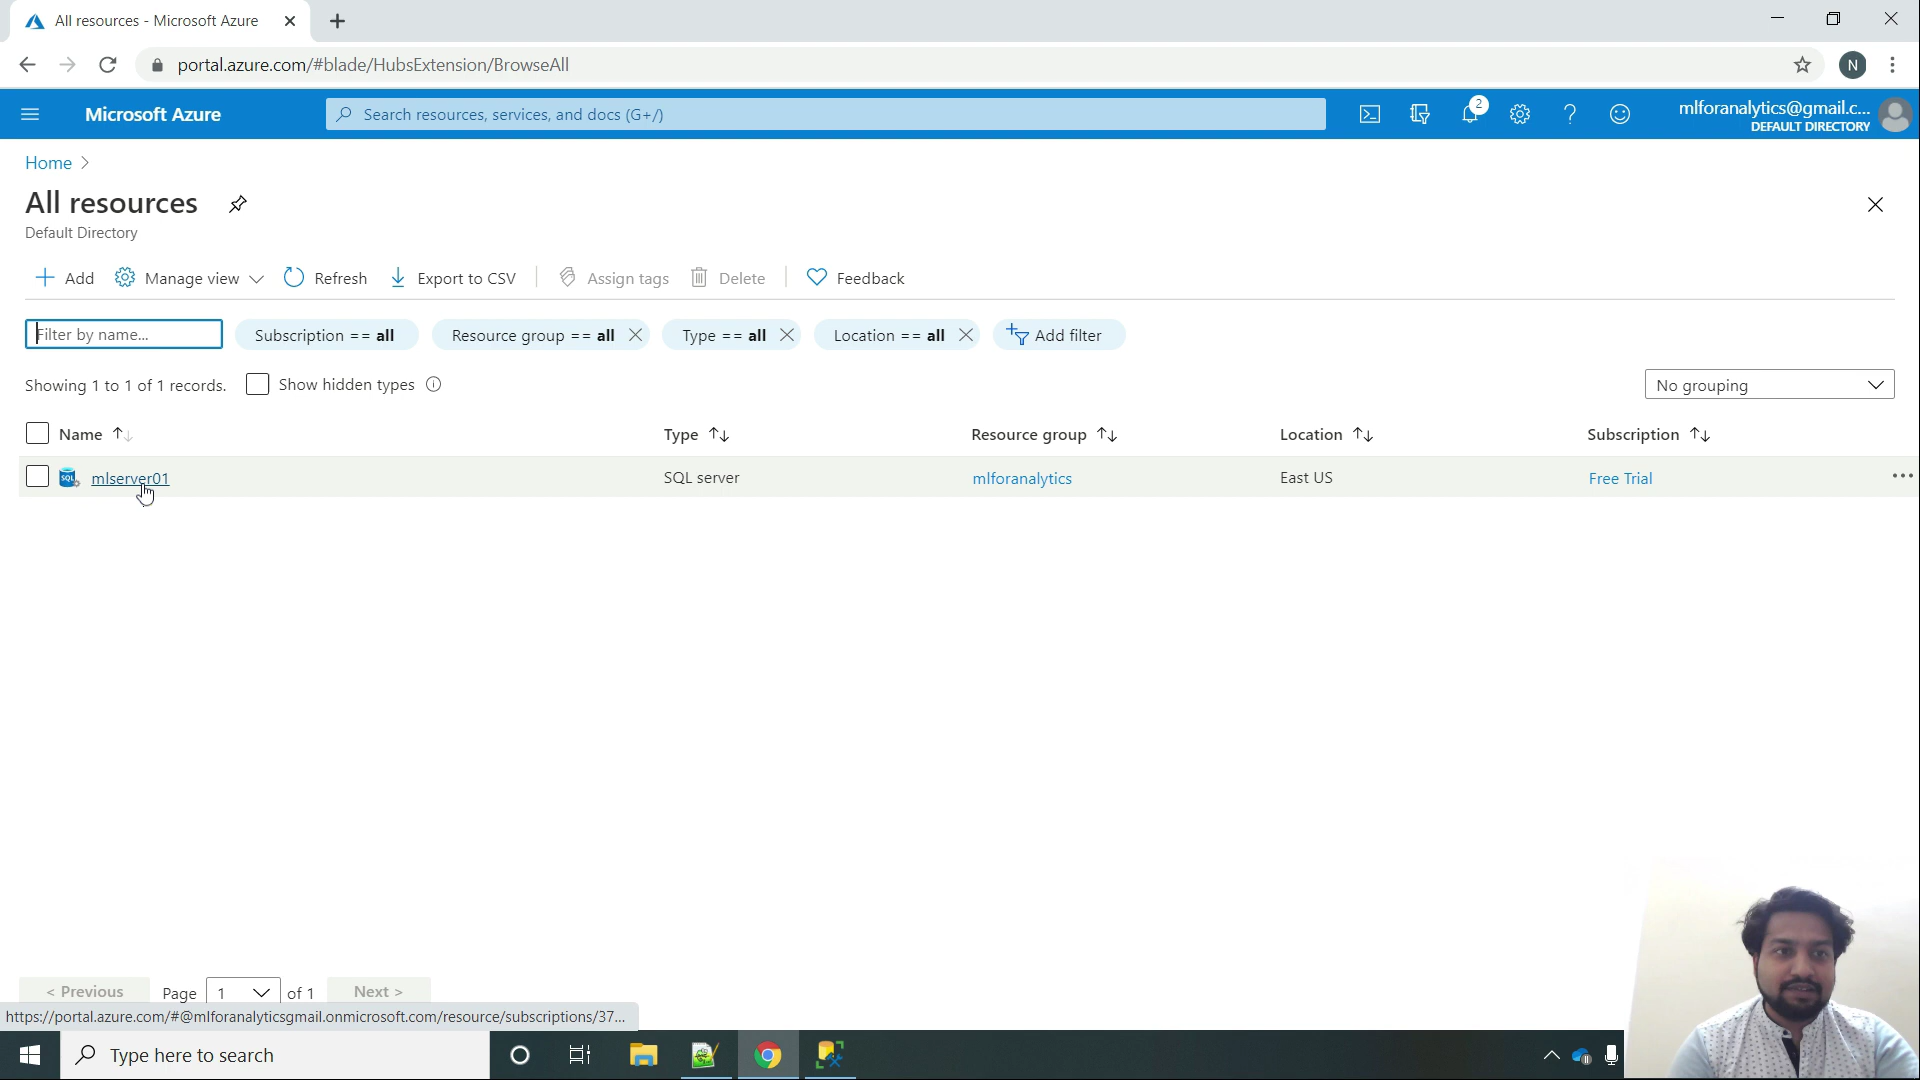 All resources - Microsoft Azure
portal.azure.com/#blade/HubsExtension/BrowseAll
N
Microsoft Azure
Search resources, services, and docs (G+/)
2
mlforanalytics@gmail.c...
DEFAULT DIRECTORY
Home
All resources
Default Directory
Add Manage view Refresh Export to CSV Assign tags Delete Feedback
Filter by name... Subscription == all Resource group == all Type == all Location == all Add filter
Showing 1 to 1 of 1 records. Show hidden types No grouping
Name Type Resource group Location Subscription
SQL mlserver01 SQL server mlforanalytics East US Free Trial
< Previous Page 1 of 1 Next >
https://portal.azure.com/#@mlforanalyticsgmail.onmicrosoft.com/resource/subscriptions/37...
Type here to search